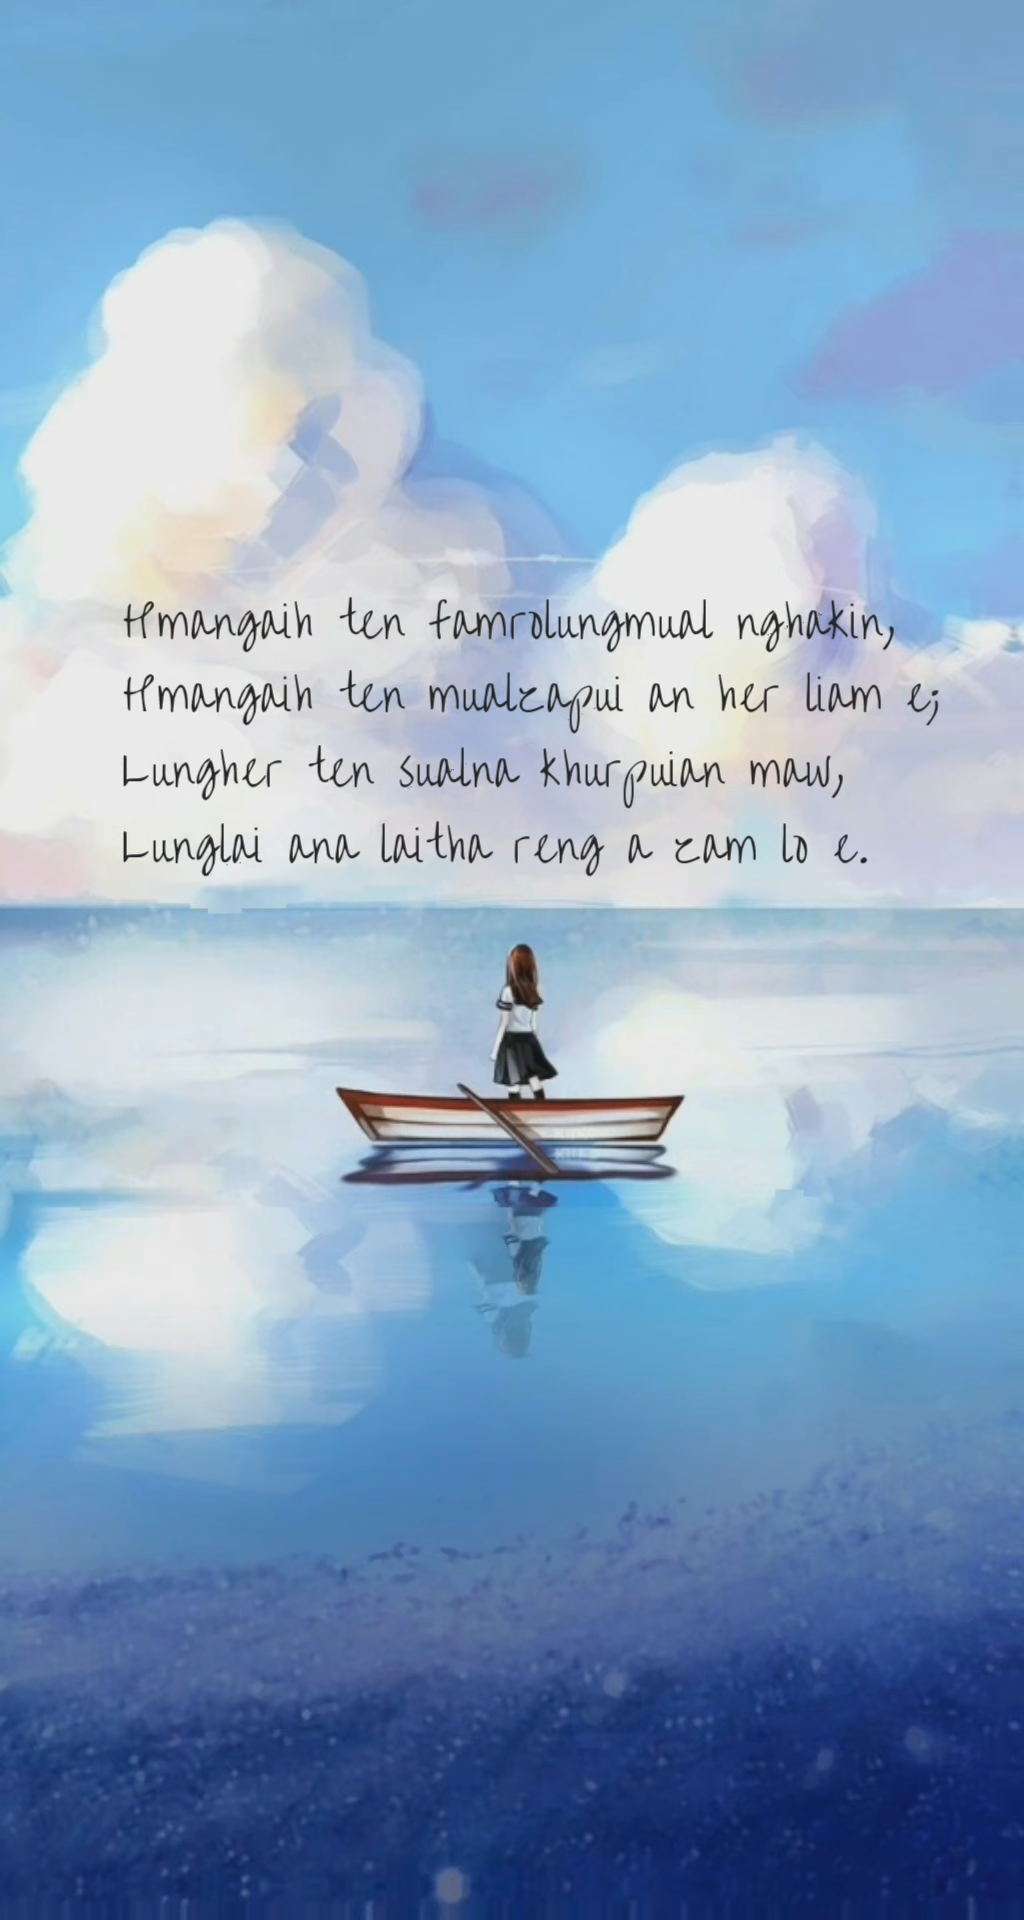 Hmangaih ten famrolungmual nghakin,
Hmangaih ten mualzapui an her liam e;
Lungher ten sualna khurpuian maw,
Lunglai ana laitha reng a zam lo e.